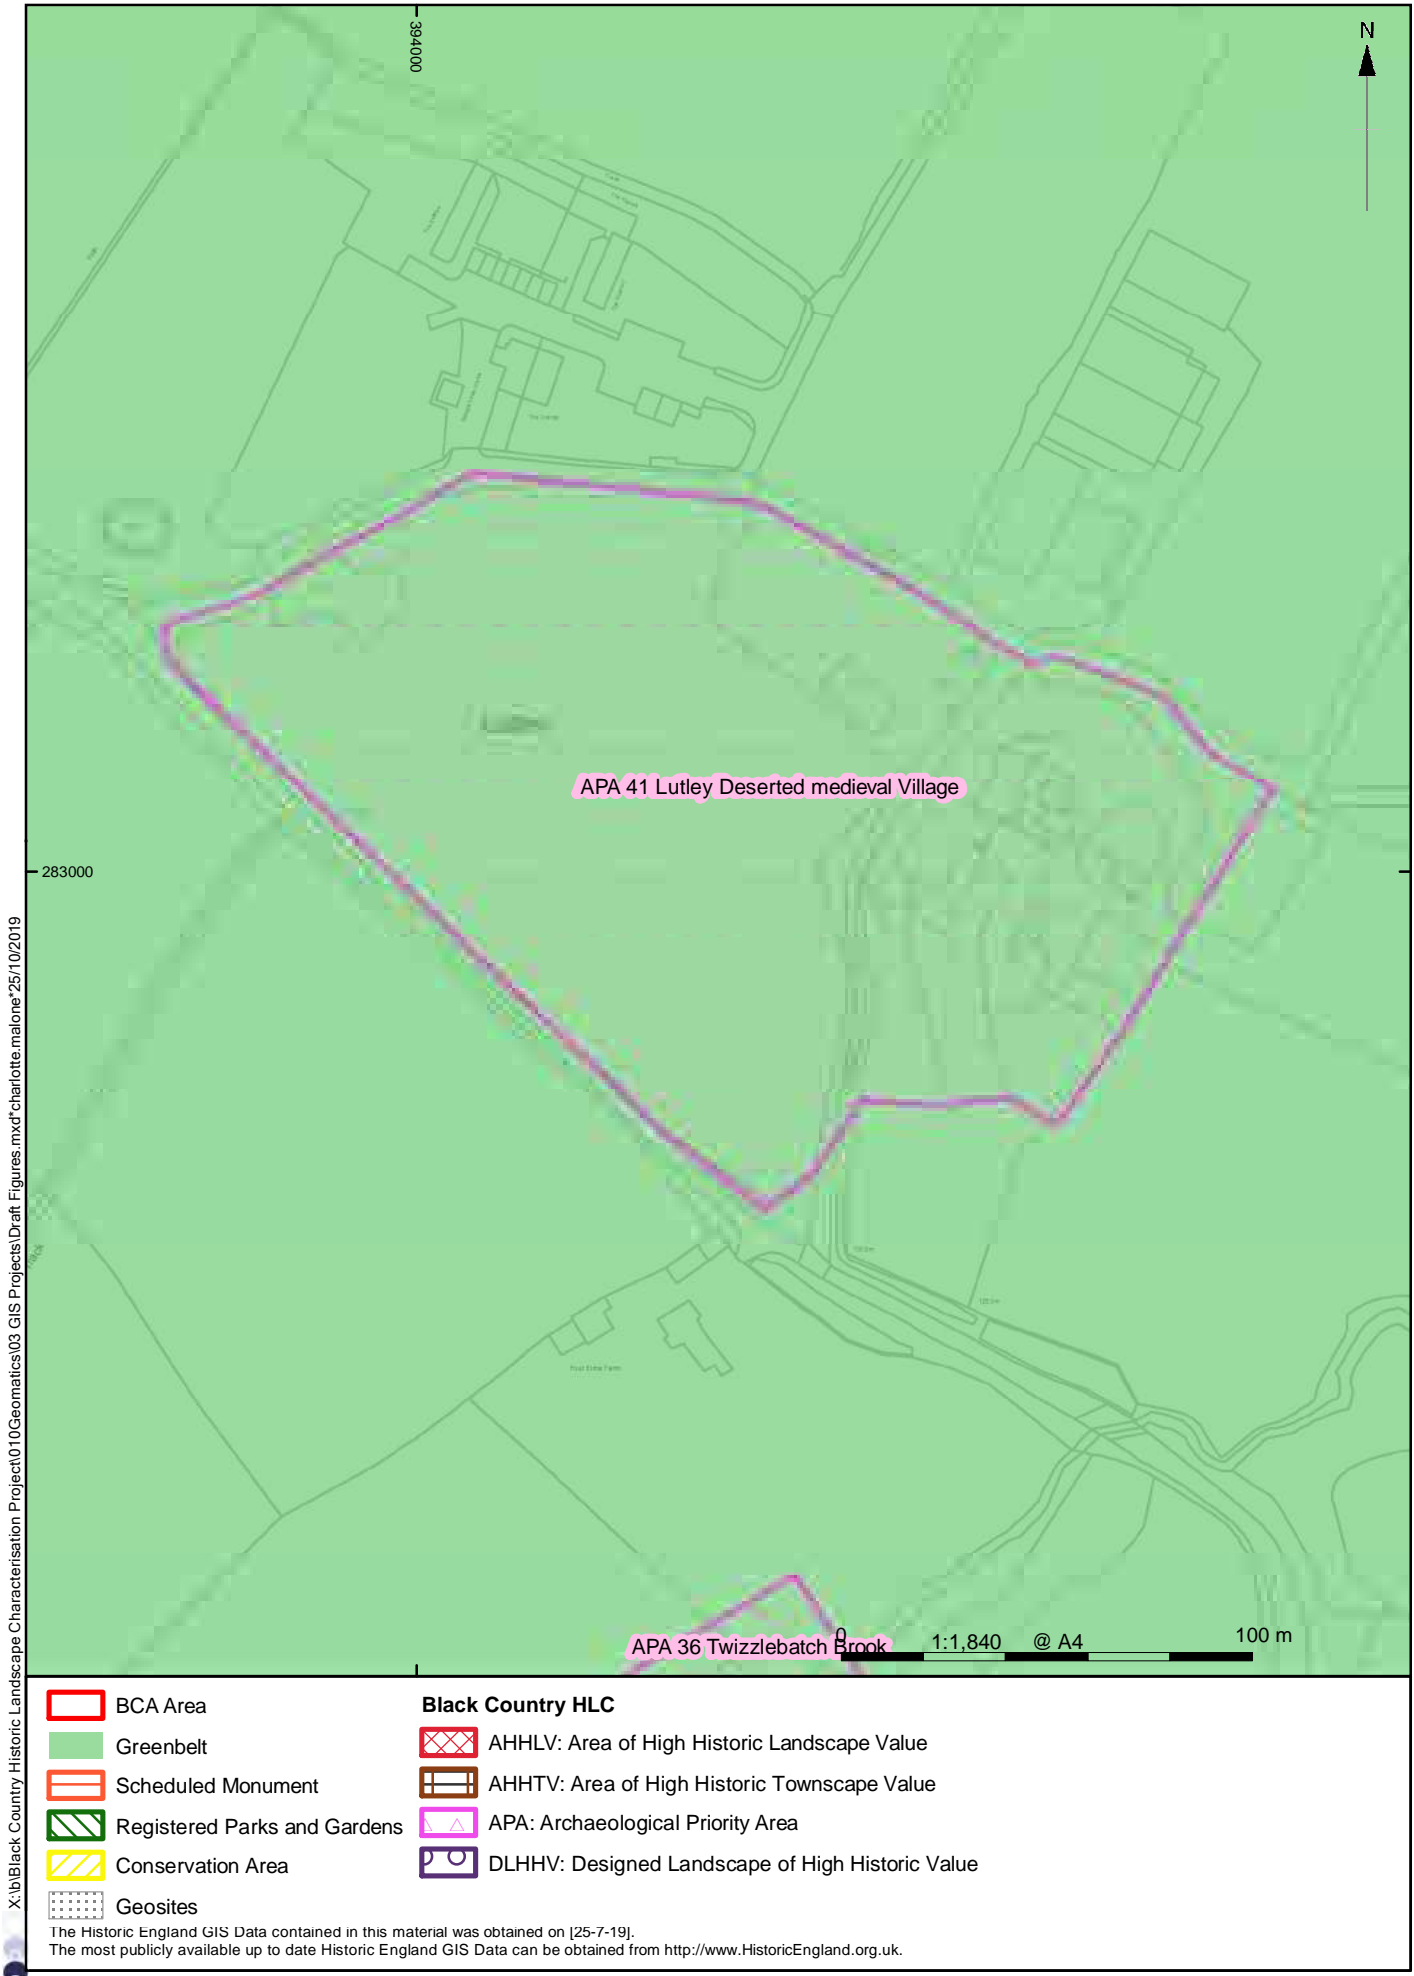 394000
N
APA 41 Lutley Deserted medieval Village
283000
X:\b\Black Country Historic Landscape Characterisation Project\010Geomatics\03 GIS Projects\Draft Figures.mxd*charlotte.malone*25/10/2019
Four Elms Farm
APA 36 Twizzlebatch Brook
0 1:1,840 @ A4 100 m
BCA Area
Greenbelt
Scheduled Monument
Registered Parks and Gardens
Conservation Area
Geosites
Black Country HLC
AHHLV: Area of High Historic Landscape Value
AHHTV: Area of High Historic Townscape Value
APA: Archaeological Priority Area
DLHHV: Designed Landscape of High Historic Value
The Historic England GIS Data contained in this material was obtained on [25-7-19].
The most publicly available up to date Historic England GIS Data can be obtained from http://www.HistoricEngland.org.uk.